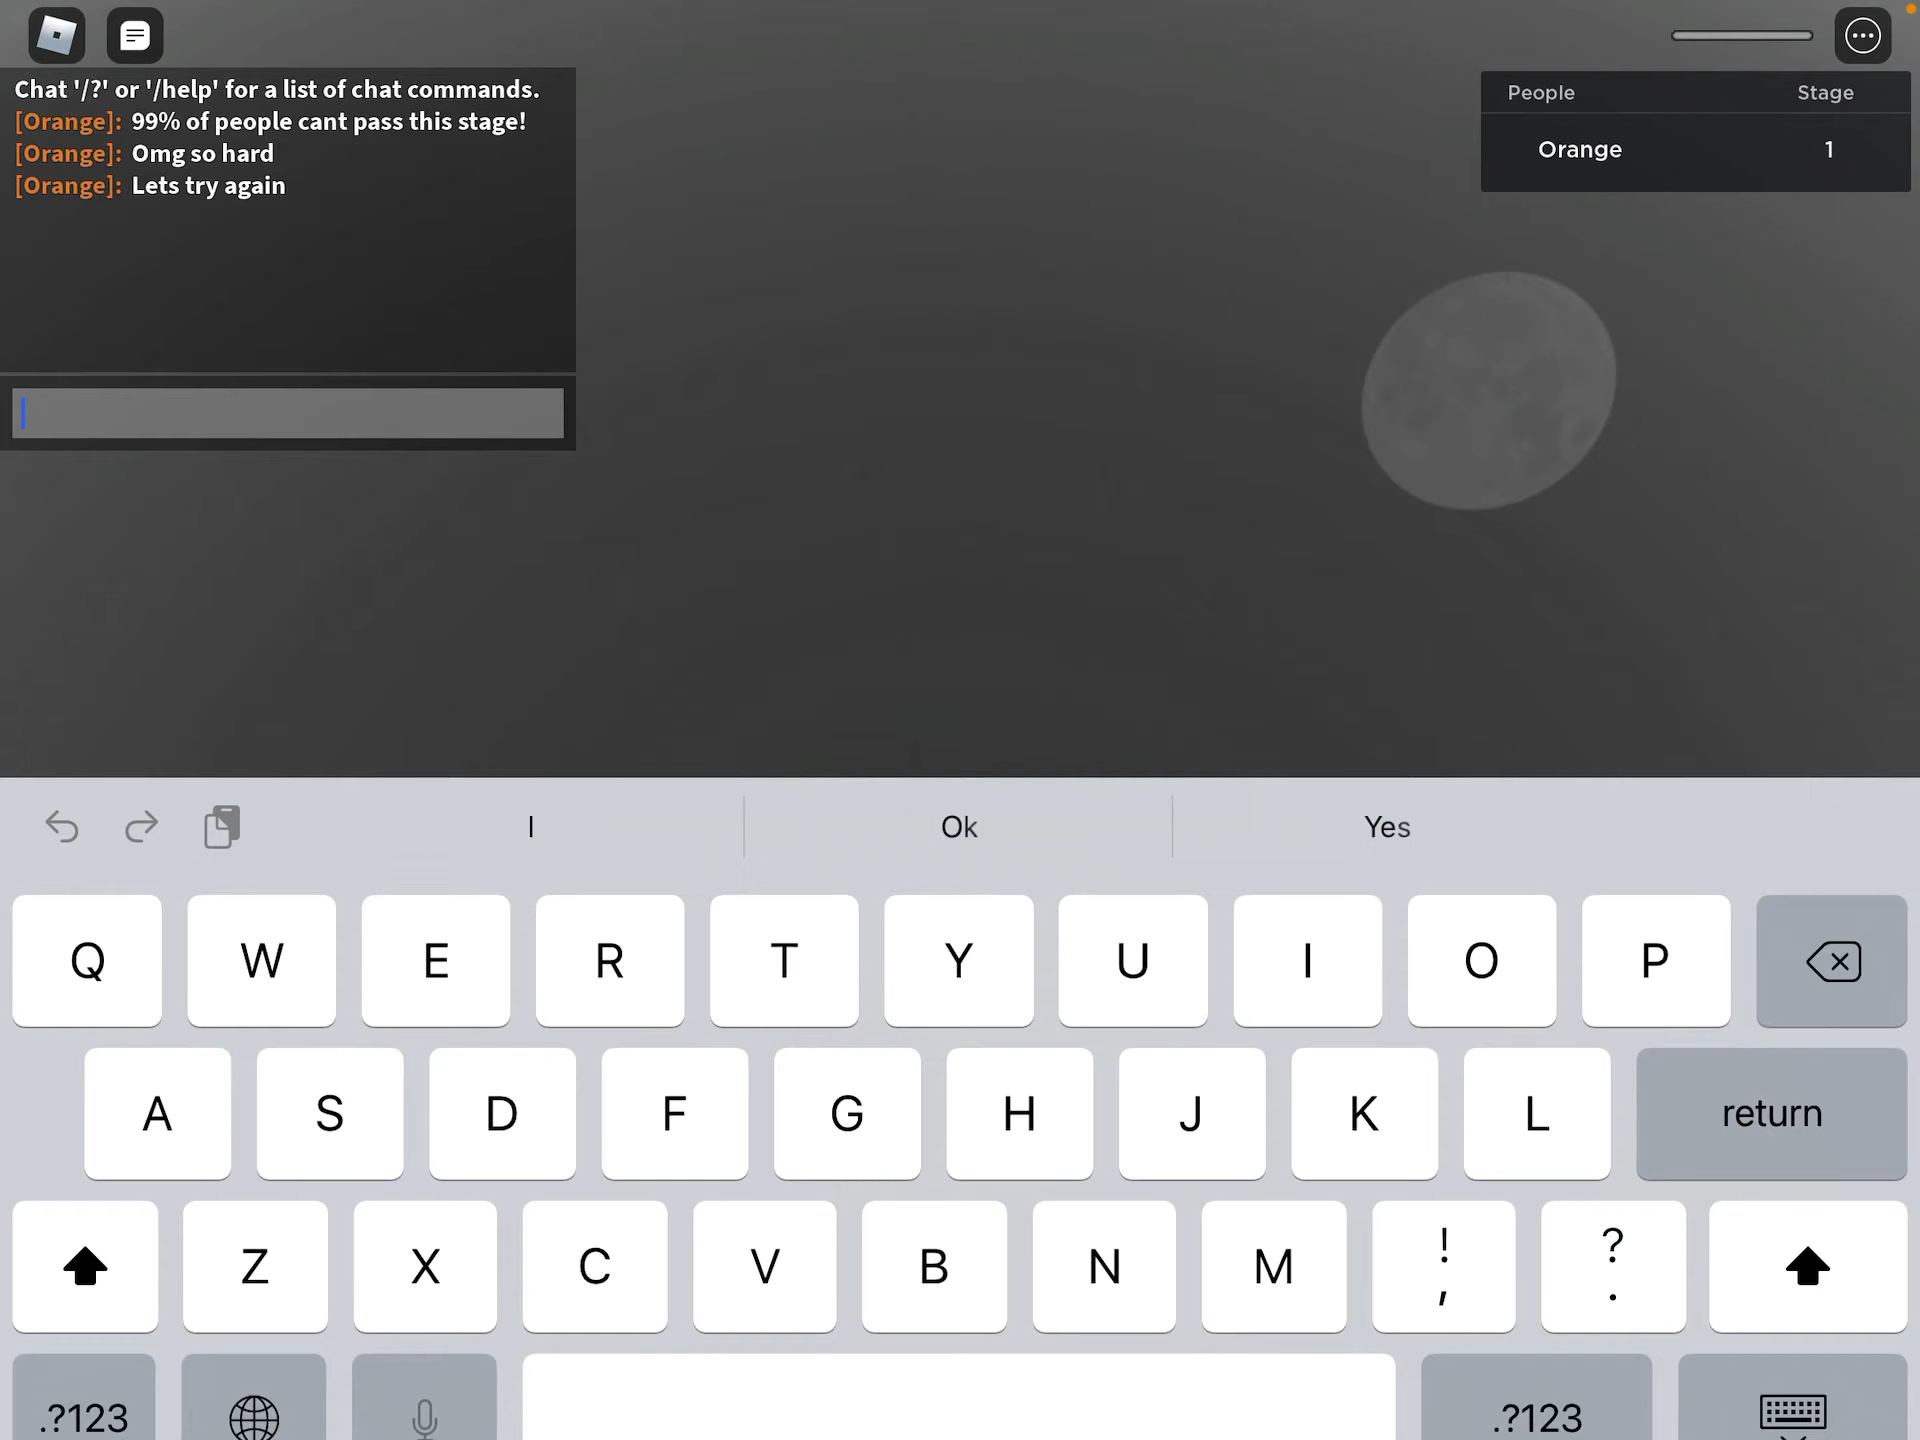 Chat '/?' or '/help' for a list of chat commands.
[Orange]: 99% of people cant pass this stage!
[Orange]: Omg so hard
[Orange]: Lets try again
People Stage
Orange 1
I Ok Yes
Q W E R T Y U I O P
A S D F G H J K L return
Z X C V B N M ! , ? .
.?123 .?123